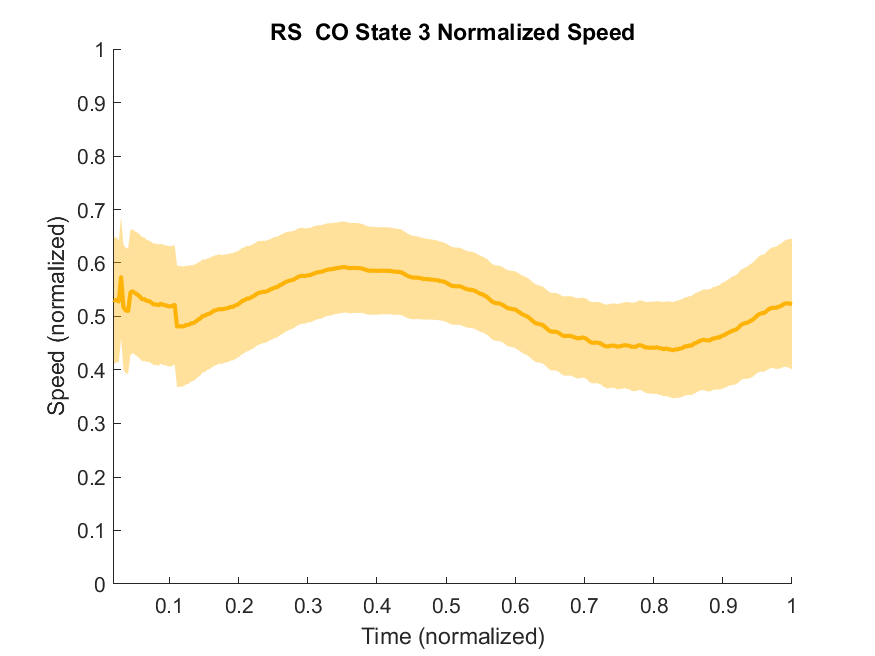 RS  CO State 3 Normalized Speed
1
0.9
0.8
0.7
0.6
0.5
0.4
0.3
0.2
0.1
0
Speed (normalized)
0.1 0.2 0.3 0.4 0.5 0.6 0.7 0.8 0.9 1
Time (normalized)